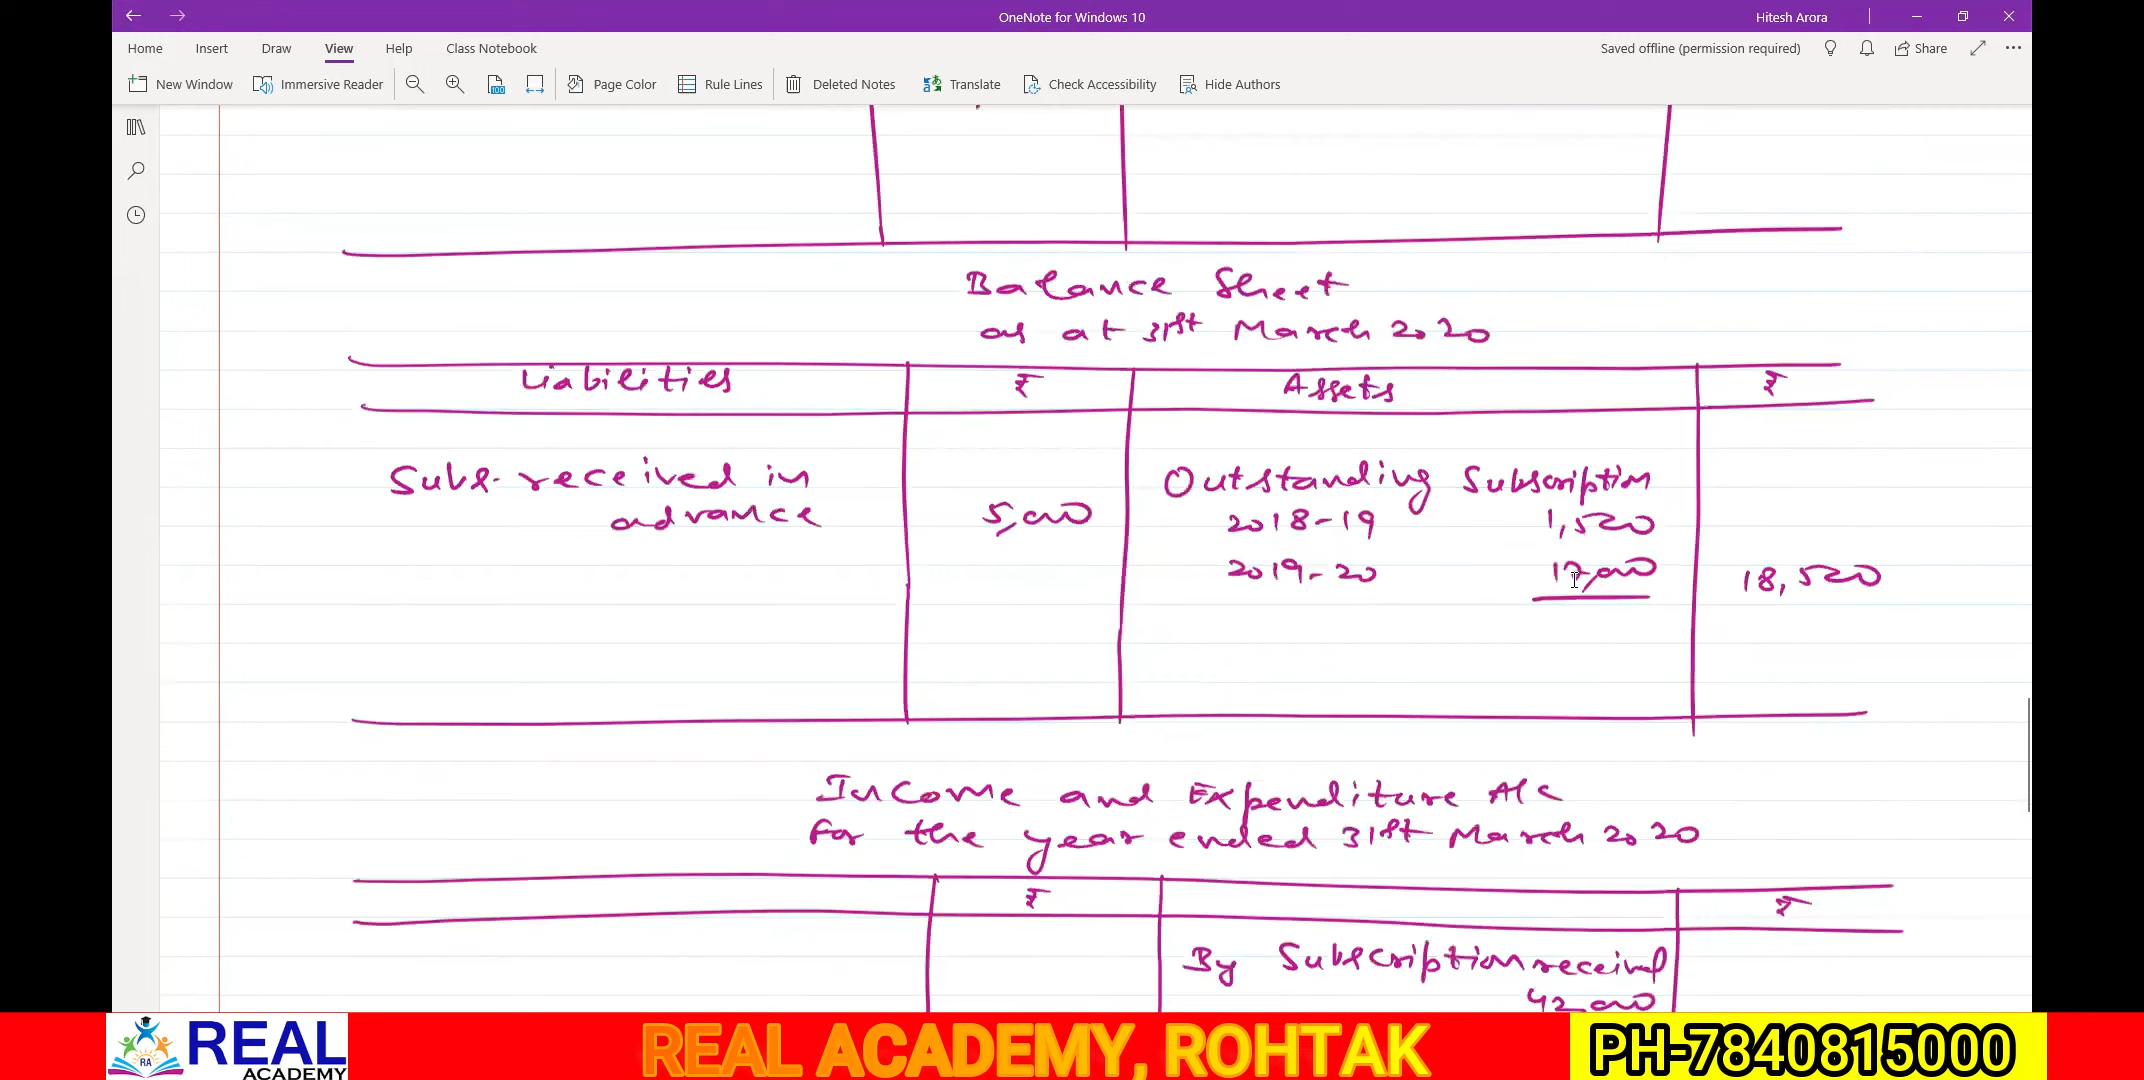 OneNote for Windows 10
Hitesh Arora
Home Insert Draw View Help Class Notebook
Saved offline (permission required) Share
New Window Immersive Reader Page Color Rule Lines Deleted Notes Translate Check Accessibility Hide Authors
Balance Sheet
as at 31st March 2020
Liabilities ₹ Assets ₹
Subs. received in Outstanding Subscription
advance 5,000 2018-19 1,500
2019-20 17,000 18,500
Income and Expenditure A/c
for the year ended 31st March 2020
₹ ₹
By Subscription received
42,000
RA REAL ACADEMY
REAL ACADEMY, ROHTAK
PH-7840815000